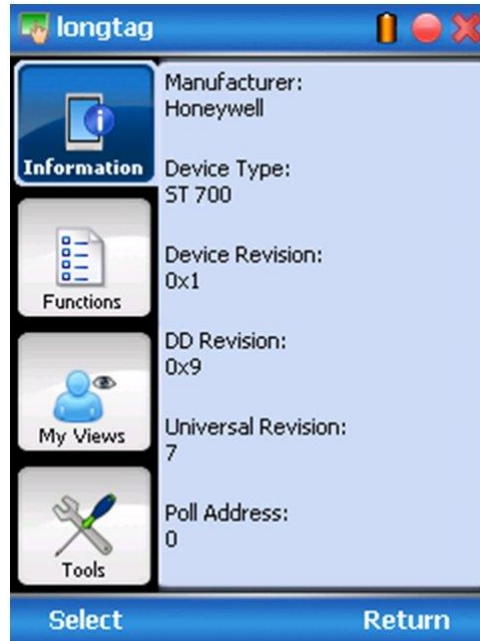 longtag
Information
Functions
My Views
Tools
Manufacturer:
Honeywell
Device Type:
ST 700
Device Revision:
0x1
DD Revision:
0x9
Universal Revision:
7
Poll Address:
0
Select
Return